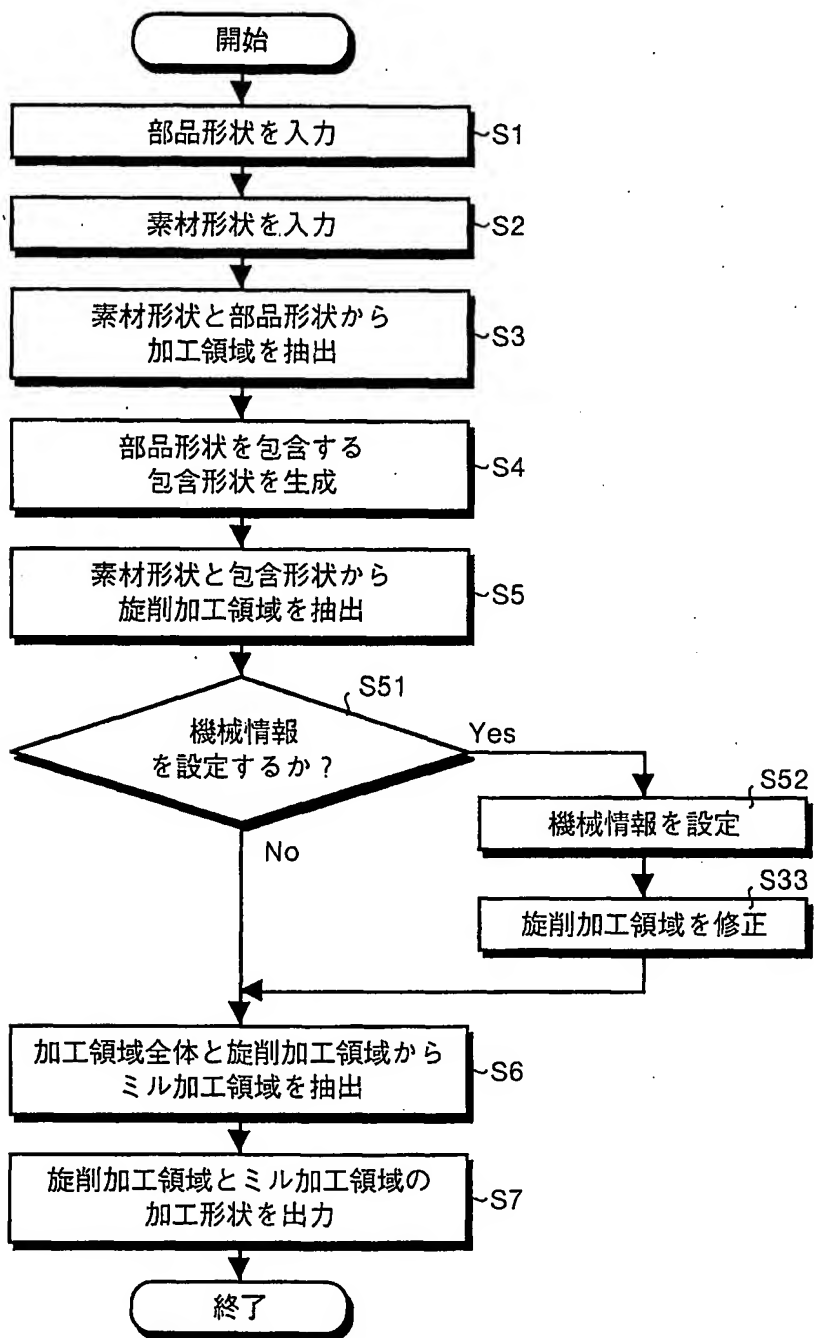 開始
部品形状を入力
S1
素材形状を入力
S2
素材形状と部品形状から
加工領域を抽出
S3
部品形状を包含する
包含形状を生成
S4
素材形状と包含形状から
旋削加工領域を抽出
S5
S51
機械情報
を設定するか？
Yes
No
S52
機械情報を設定
S33
旋削加工領域を修正
加工領域全体と旋削加工領域から
ミル加工領域を抽出
S6
旋削加工領域とミル加工領域の
加工形状を出力
S7
終了